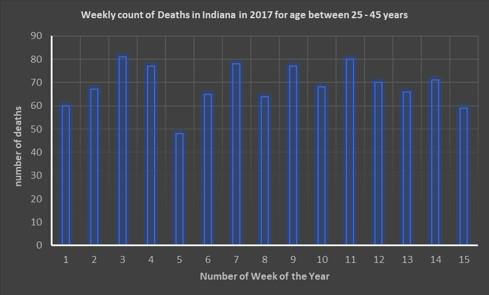 Weekly count of Deaths in Indiana in 2017 for age between 25 - 45 years
90
80
70
60
50
40
30
20
10
0
number of deaths
1 2 3 4 5 6 7 8 9 10 11 12 13 14 15
Number of Week of the Year